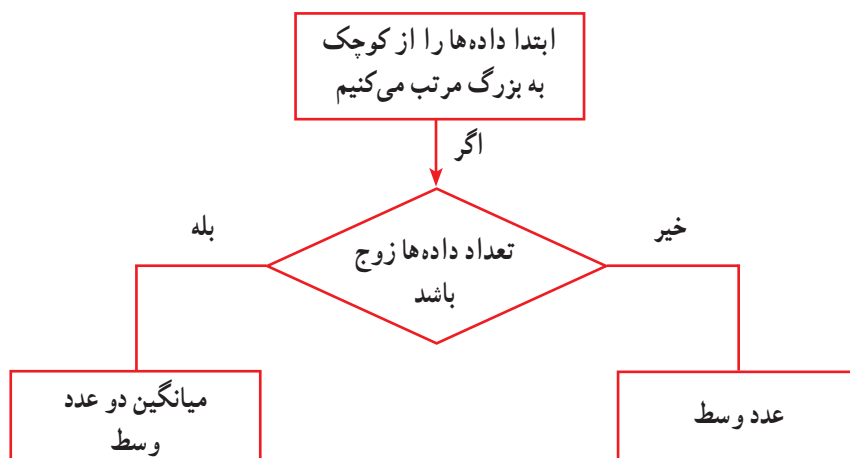 ابتدا داده‌ها را از کوچک
به بزرگ مرتب می‌کنیم
اگر
خیر
بله
تعداد داده‌ها زوج
باشد
عدد وسط
میانگین دو عدد
وسط